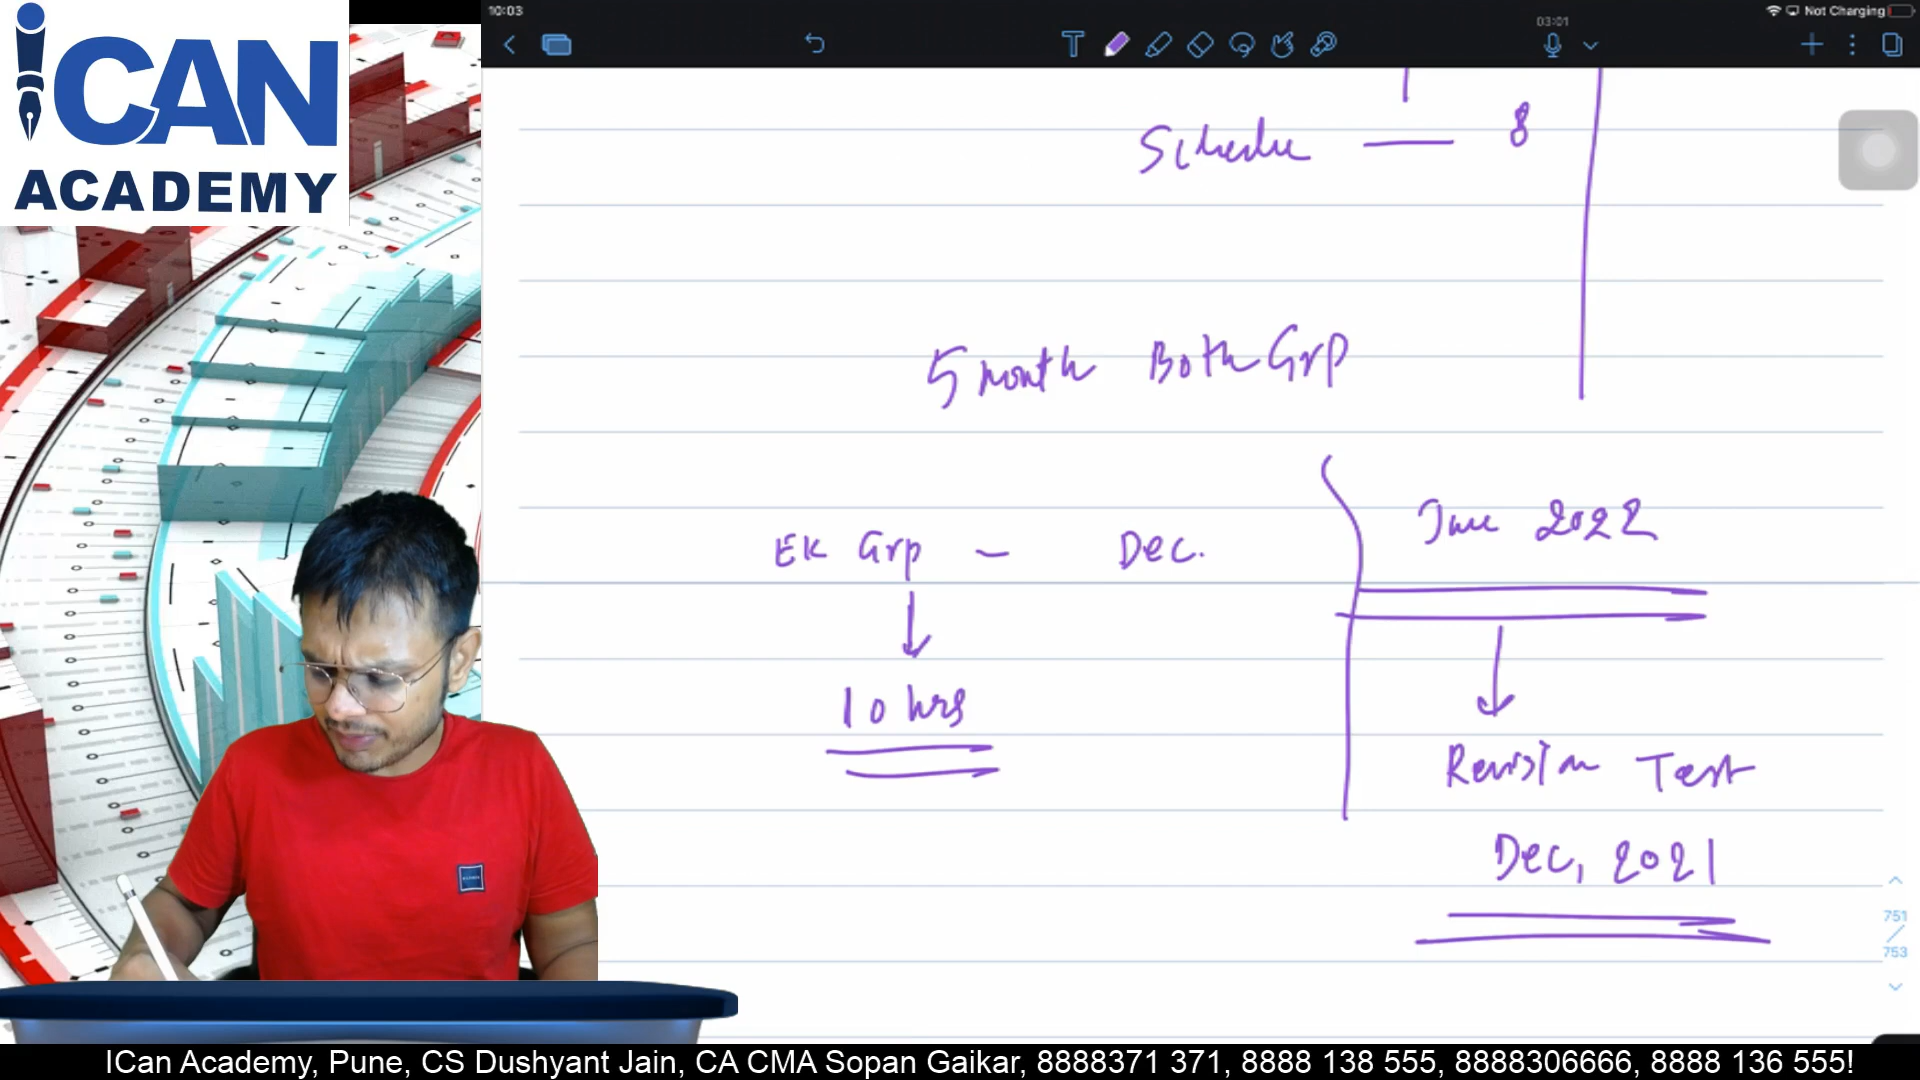 iCAN
ACADEMY
10:03
Not Charging
03:01
T
Schedule — 8
5 month Both Grp
EK Grp - Dec.
June 2022
10 hrs
Revision Test
Dec, 2021
751
753
ICan Academy, Pune, CS Dushyant Jain, CA CMA Sopan Gaikar, 8888371 371, 8888 138 555, 8888306666, 8888 136 555!